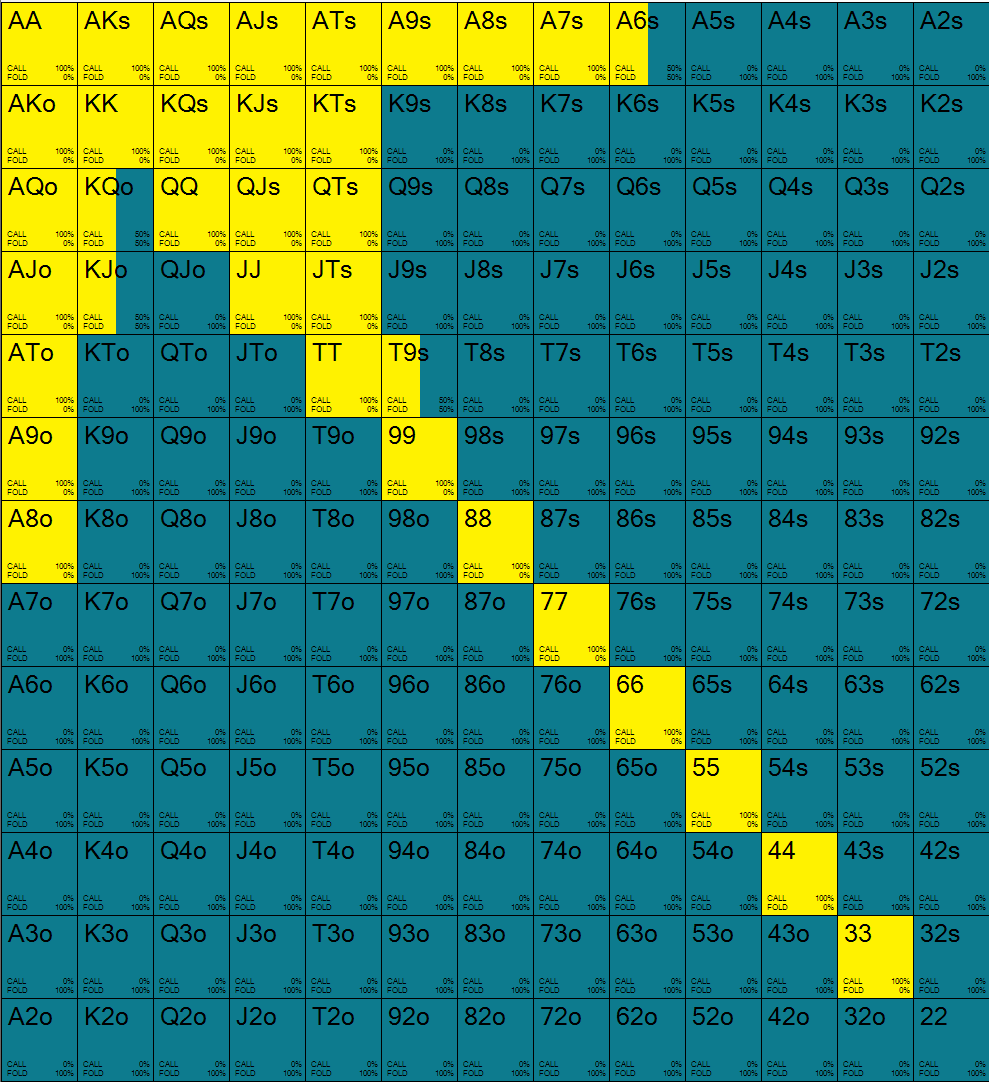 AA AKs AQs AJs ATs A9s A8s A7s A6s A5s A4s A3s A2s
CALL 100% CALL 100% CALL 100% CALL 100% CALL 100% CALL 100% CALL 100% CALL 100% CALL 50% CALL 0% CALL 0% CALL 0% CALL 0%
FOLD 0% FOLD 0% FOLD 0% FOLD 0% FOLD 0% FOLD 0% FOLD 0% FOLD 0% FOLD 50% FOLD 100% FOLD 100% FOLD 100% FOLD 100%
AKo KK KQs KJs KTs K9s K8s K7s K6s K5s K4s K3s K2s
CALL 100% CALL 100% CALL 100% CALL 100% CALL 100% CALL 0% CALL 0% CALL 0% CALL 0% CALL 0% CALL 0% CALL 0% CALL 0%
FOLD 0% FOLD 0% FOLD 0% FOLD 0% FOLD 0% FOLD 100% FOLD 100% FOLD 100% FOLD 100% FOLD 100% FOLD 100% FOLD 100% FOLD 100%
AQo KQo QQ QJs QTs Q9s Q8s Q7s Q6s Q5s Q4s Q3s Q2s
CALL 100% CALL 50% CALL 100% CALL 100% CALL 100% CALL 0% CALL 0% CALL 0% CALL 0% CALL 0% CALL 0% CALL 0% CALL 0%
FOLD 0% FOLD 50% FOLD 0% FOLD 0% FOLD 0% FOLD 100% FOLD 100% FOLD 100% FOLD 100% FOLD 100% FOLD 100% FOLD 100% FOLD 100%
AJo KJo QJo JJ JTs J9s J8s J7s J6s J5s J4s J3s J2s
CALL 100% CALL 50% CALL 0% CALL 100% CALL 100% CALL 0% CALL 0% CALL 0% CALL 0% CALL 0% CALL 0% CALL 0% CALL 0%
FOLD 0% FOLD 50% FOLD 100% FOLD 0% FOLD 0% FOLD 100% FOLD 100% FOLD 100% FOLD 100% FOLD 100% FOLD 100% FOLD 100% FOLD 100%
ATo KTo QTo JTo TT T9s T8s T7s T6s T5s T4s T3s T2s
CALL 100% CALL 0% CALL 0% CALL 0% CALL 100% CALL 50% CALL 0% CALL 0% CALL 0% CALL 0% CALL 0% CALL 0% CALL 0%
FOLD 0% FOLD 100% FOLD 100% FOLD 100% FOLD 0% FOLD 50% FOLD 100% FOLD 100% FOLD 100% FOLD 100% FOLD 100% FOLD 100% FOLD 100%
A9o K9o Q9o J9o T9o 99 98s 97s 96s 95s 94s 93s 92s
CALL 100% CALL 0% CALL 0% CALL 0% CALL 0% CALL 100% CALL 0% CALL 0% CALL 0% CALL 0% CALL 0% CALL 0% CALL 0%
FOLD 0% FOLD 100% FOLD 100% FOLD 100% FOLD 100% FOLD 0% FOLD 100% FOLD 100% FOLD 100% FOLD 100% FOLD 100% FOLD 100% FOLD 100%
A8o K8o Q8o J8o T8o 98o 88 87s 86s 85s 84s 83s 82s
CALL 100% CALL 0% CALL 0% CALL 0% CALL 0% CALL 0% CALL 100% CALL 0% CALL 0% CALL 0% CALL 0% CALL 0% CALL 0%
FOLD 0% FOLD 100% FOLD 100% FOLD 100% FOLD 100% FOLD 100% FOLD 0% FOLD 100% FOLD 100% FOLD 100% FOLD 100% FOLD 100% FOLD 100%
A7o K7o Q7o J7o T7o 97o 87o 77 76s 75s 74s 73s 72s
CALL 0% CALL 0% CALL 0% CALL 0% CALL 0% CALL 0% CALL 0% CALL 100% CALL 0% CALL 0% CALL 0% CALL 0% CALL 0%
FOLD 100% FOLD 100% FOLD 100% FOLD 100% FOLD 100% FOLD 100% FOLD 100% FOLD 0% FOLD 100% FOLD 100% FOLD 100% FOLD 100% FOLD 100%
A6o K6o Q6o J6o T6o 96o 86o 76o 66 65s 64s 63s 62s
CALL 0% CALL 0% CALL 0% CALL 0% CALL 0% CALL 0% CALL 0% CALL 0% CALL 100% CALL 0% CALL 0% CALL 0% CALL 0%
FOLD 100% FOLD 100% FOLD 100% FOLD 100% FOLD 100% FOLD 100% FOLD 100% FOLD 100% FOLD 0% FOLD 100% FOLD 100% FOLD 100% FOLD 100%
A5o K5o Q5o J5o T5o 95o 85o 75o 65o 55 54s 53s 52s
CALL 0% CALL 0% CALL 0% CALL 0% CALL 0% CALL 0% CALL 0% CALL 0% CALL 0% CALL 100% CALL 0% CALL 0% CALL 0%
FOLD 100% FOLD 100% FOLD 100% FOLD 100% FOLD 100% FOLD 100% FOLD 100% FOLD 100% FOLD 100% FOLD 0% FOLD 100% FOLD 100% FOLD 100%
A4o K4o Q4o J4o T4o 94o 84o 74o 64o 54o 44 43s 42s
CALL 0% CALL 0% CALL 0% CALL 0% CALL 0% CALL 0% CALL 0% CALL 0% CALL 0% CALL 0% CALL 100% CALL 0% CALL 0%
FOLD 100% FOLD 100% FOLD 100% FOLD 100% FOLD 100% FOLD 100% FOLD 100% FOLD 100% FOLD 100% FOLD 100% FOLD 0% FOLD 100% FOLD 100%
A3o K3o Q3o J3o T3o 93o 83o 73o 63o 53o 43o 33 32s
CALL 0% CALL 0% CALL 0% CALL 0% CALL 0% CALL 0% CALL 0% CALL 0% CALL 0% CALL 0% CALL 0% CALL 100% CALL 0%
FOLD 100% FOLD 100% FOLD 100% FOLD 100% FOLD 100% FOLD 100% FOLD 100% FOLD 100% FOLD 100% FOLD 100% FOLD 100% FOLD 0% FOLD 100%
A2o K2o Q2o J2o T2o 92o 82o 72o 62o 52o 42o 32o 22
CALL 0% CALL 0% CALL 0% CALL 0% CALL 0% CALL 0% CALL 0% CALL 0% CALL 0% CALL 0% CALL 0% CALL 0% CALL 0%
FOLD 100% FOLD 100% FOLD 100% FOLD 100% FOLD 100% FOLD 100% FOLD 100% FOLD 100% FOLD 100% FOLD 100% FOLD 100% FOLD 100% FOLD 100%